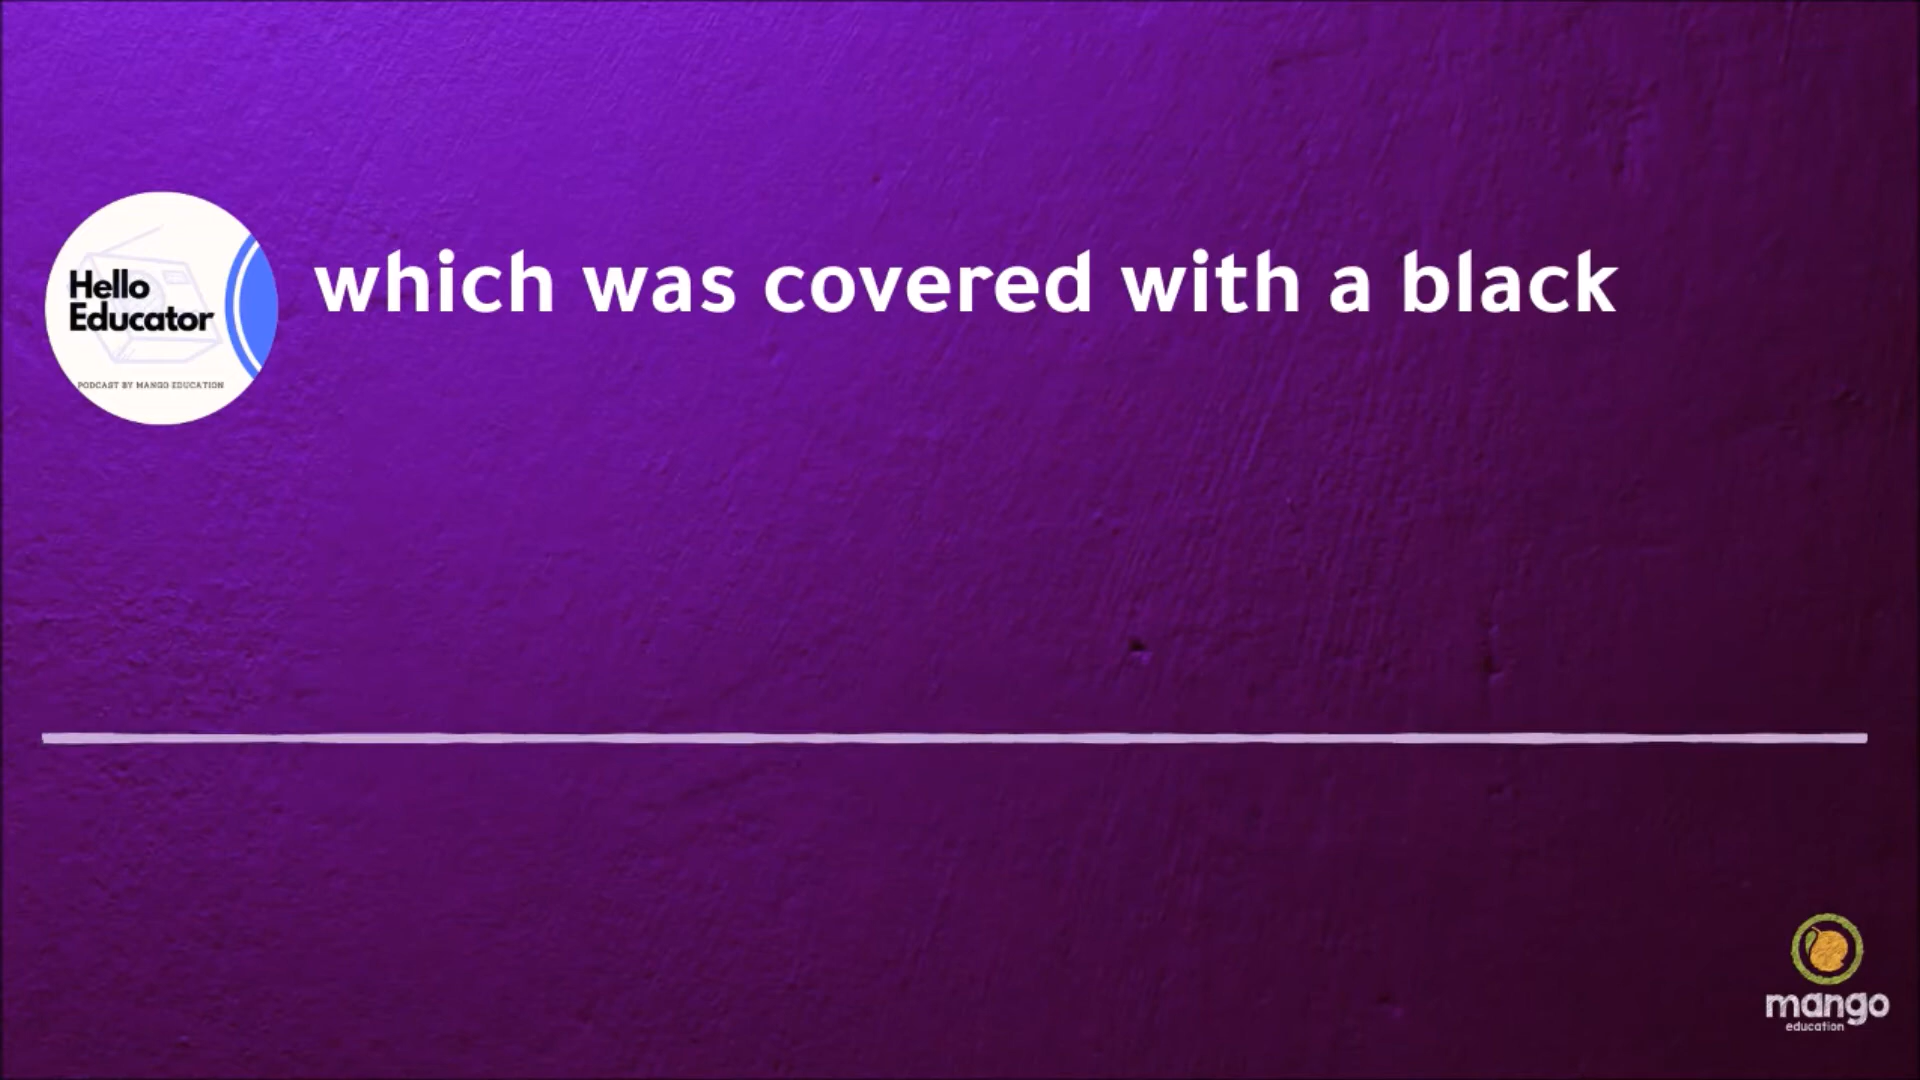 Hello
Educator
PODCAST BY MANGO EDUCATION
which was covered with a black
mango
education